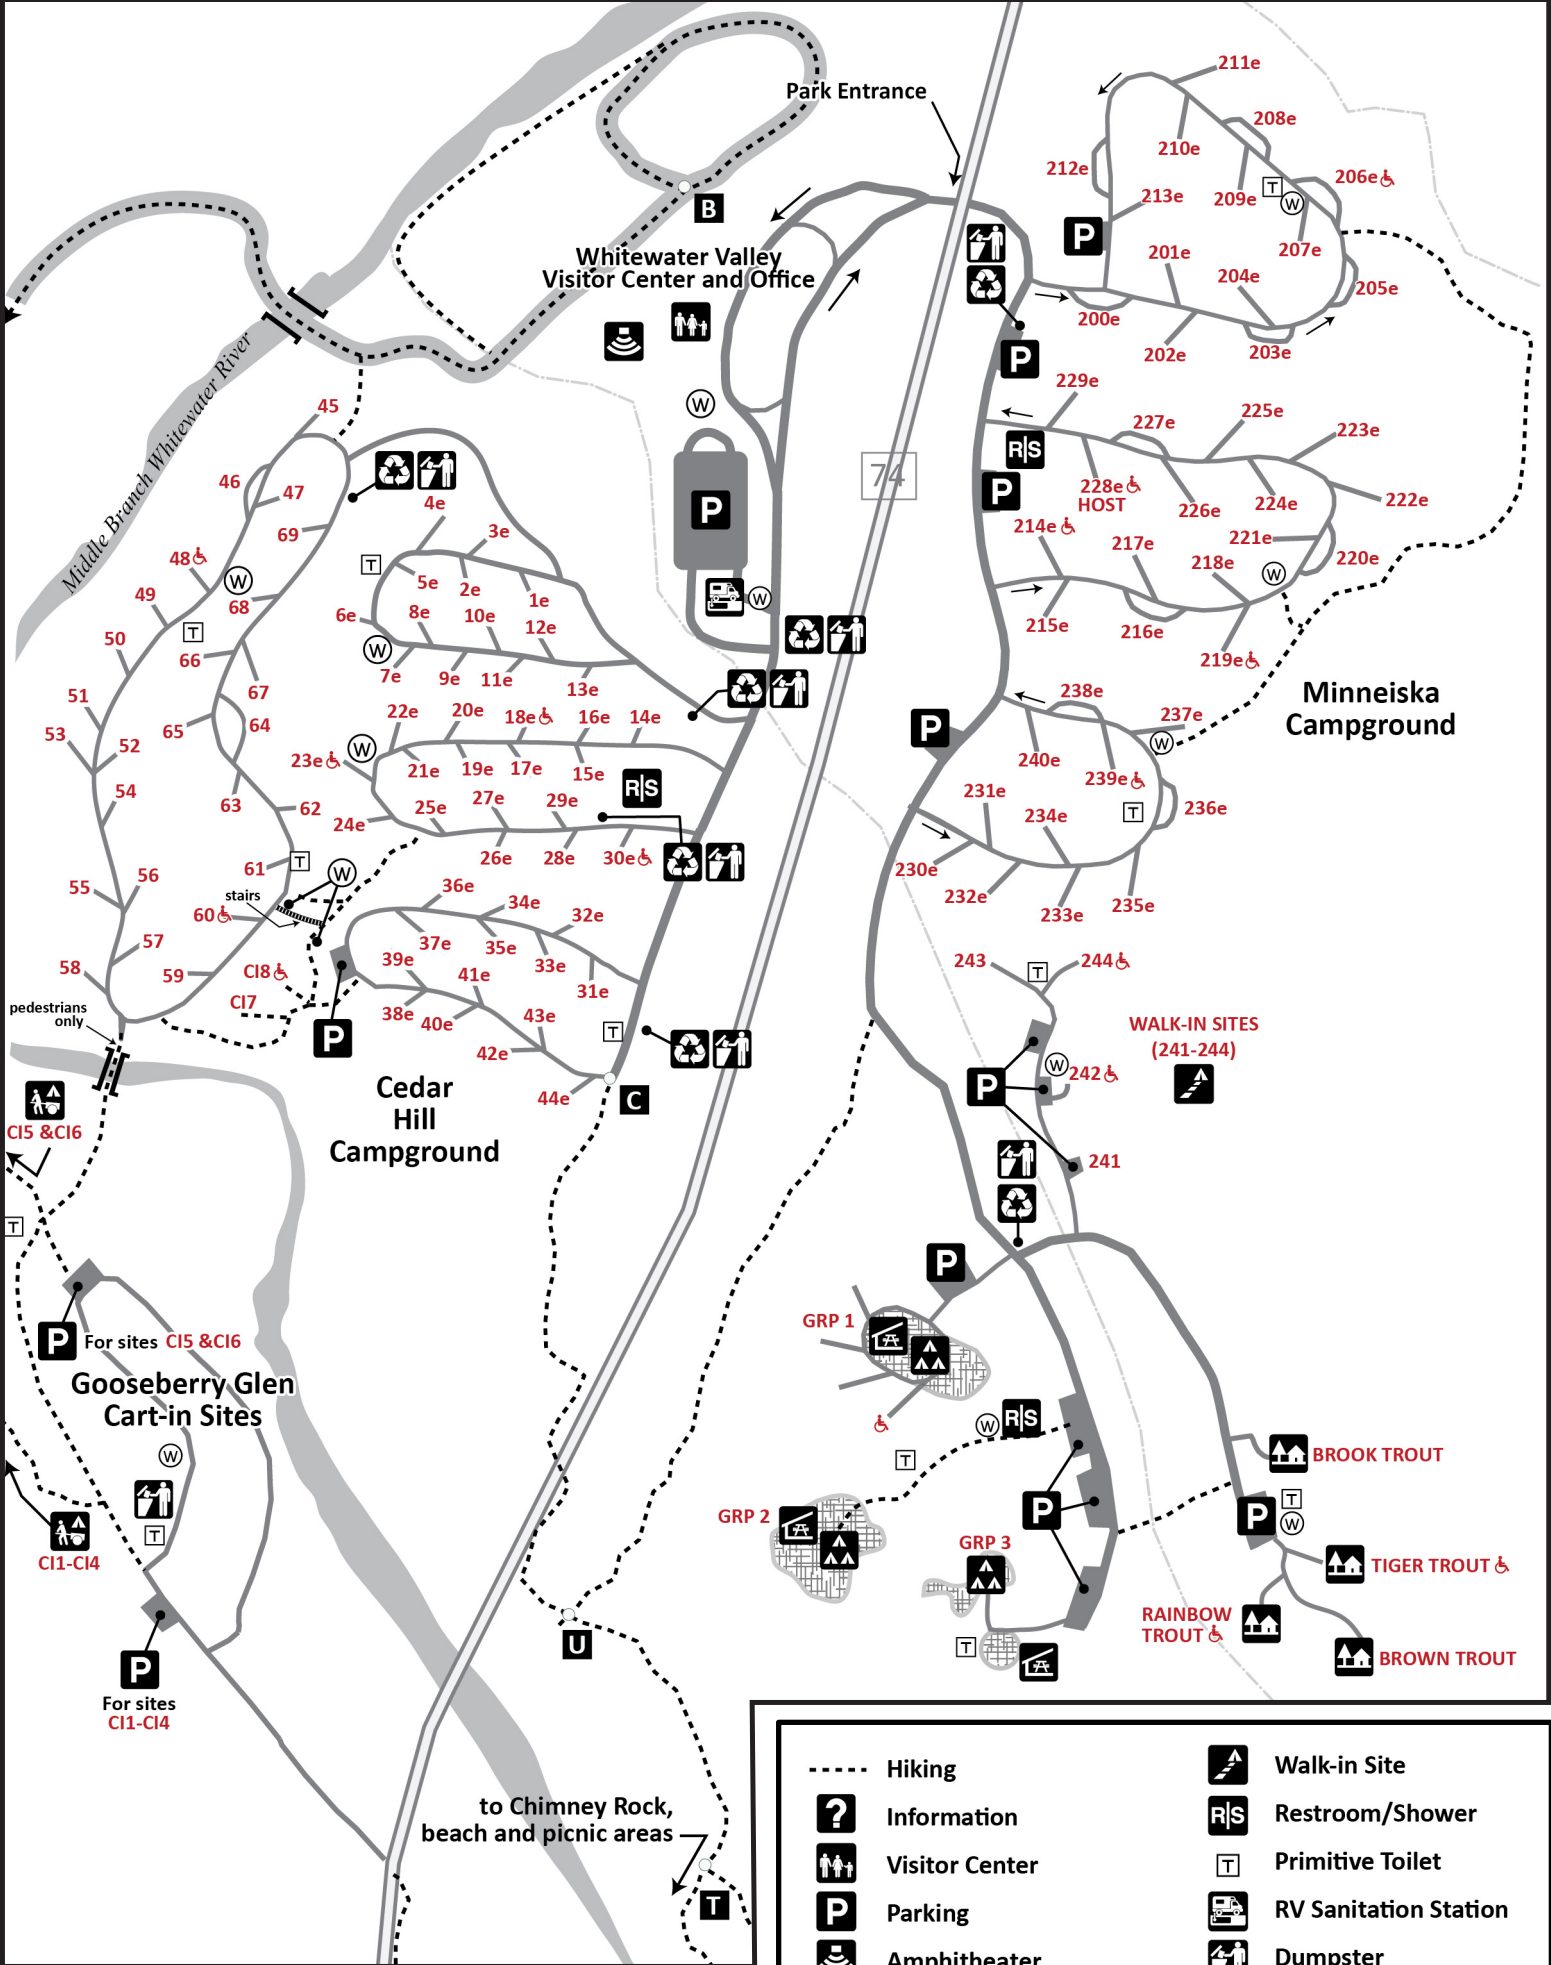 Park Entrance
211e
208e
210e
212e
206e
T
W
213e
209e
B
P
207e
201e
Whitewater Valley
Visitor Center and Office
204e
205e
200e
203e
202e
P
229e
Middle Branch Whitewater River
W
45
225e
227e
223e
R|S
74
46
47
P
P
228e
HOST
226e
224e
222e
4e
3e
69
214e
217e
221e
220e
48
T
W
5e
2e
1e
218e
W
49
68
W
8e
10e
12e
6e
T
50
215e
216e
66
W
7e
9e
11e
13e
219e
67
51
53
65
64
52
22e
20e
18e
16e
14e
238e
237e
Minneiska
Campground
P
W
W
23e
21e
19e
17e
15e
240e
239e
R|S
54
63
62
27e
29e
25e
24e
231e
234e
T
236e
61
T
W
26e
28e
30e
230e
55
56
stairs
36e
34e
32e
232e
233e
235e
60
57
37e
35e
33e
58
59
CI8
39e
41e
31e
243
T
244
CI7
38e
40e
43e
pedestrians
only
P
T
42e
WALK-IN SITES
(241-244)
W
242
P
44e
C
Cedar
Hill
Campground
CI5 &CI6
241
T
P
GRP 1
P
For sites CI5 &CI6
Gooseberry Glen
Cart-in Sites
W
R|S
W
T
BROOK TROUT
T
P
P
T
W
GRP 2
CI1-CI4
GRP 3
TIGER TROUT
RAINBOW
TROUT
T
U
P
BROWN TROUT
For sites
CI1-CI4
Hiking
Walk-in Site
?
Information
R|S
Restroom/Shower
to Chimney Rock,
beach and picnic areas
Visitor Center
T
Primitive Toilet
T
P
Parking
RV Sanitation Station
Amphitheater
Dumpster